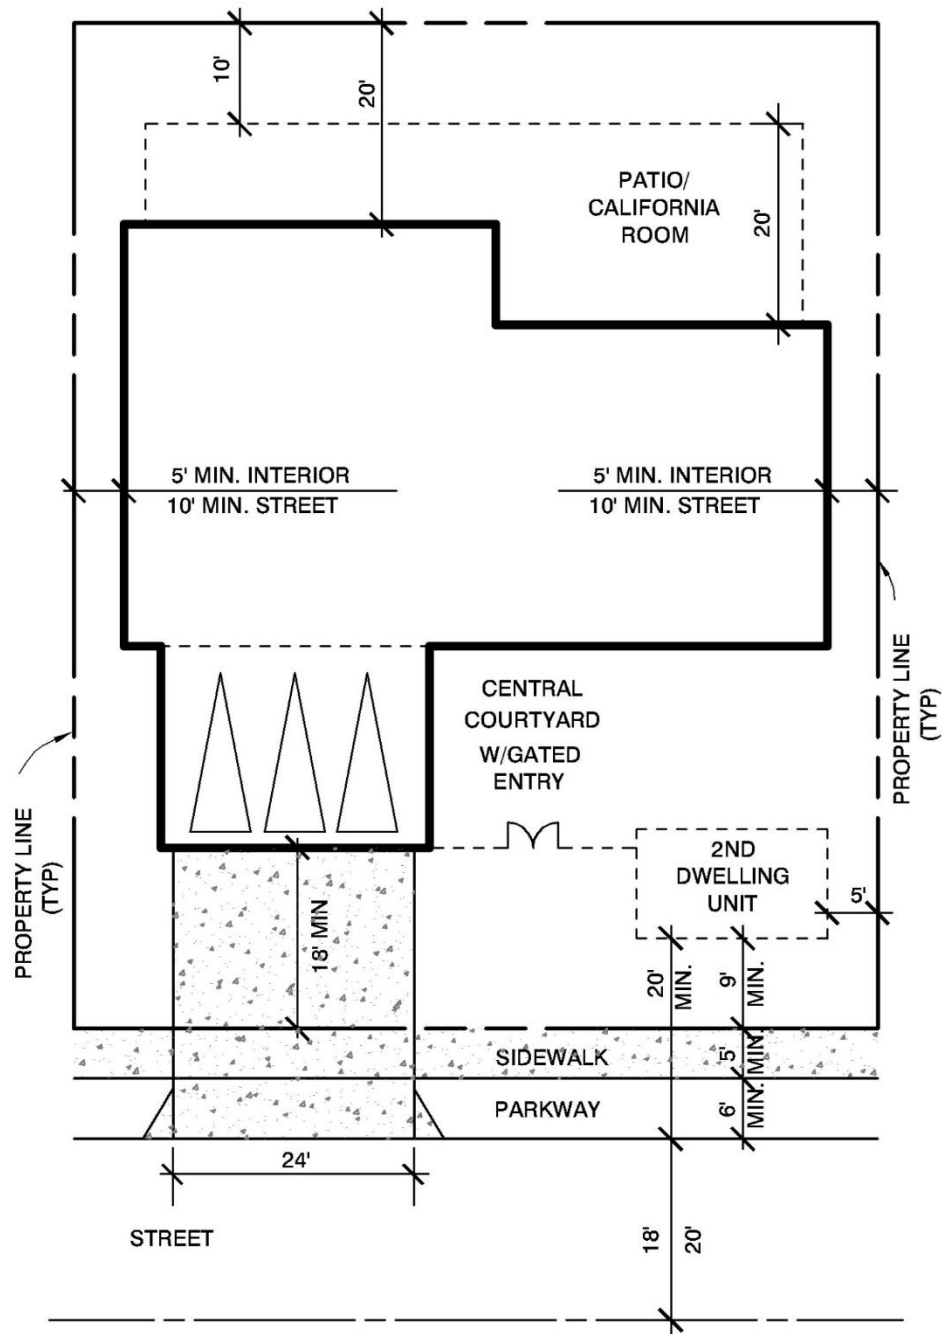 10'
20'
PATIO/
CALIFORNIA
ROOM
20'
5' MIN. INTERIOR
10' MIN. STREET
5' MIN. INTERIOR
10' MIN. STREET
PROPERTY LINE
(TYP)
CENTRAL
COURTYARD
W/GATED
ENTRY
PROPERTY LINE
(TYP)
2ND
DWELLING
UNIT
5'
18' MIN
20'
MIN.
9'
MIN.
SIDEWALK
5'
MIN.
PARKWAY
6'
MIN.
24'
STREET
18'
20'